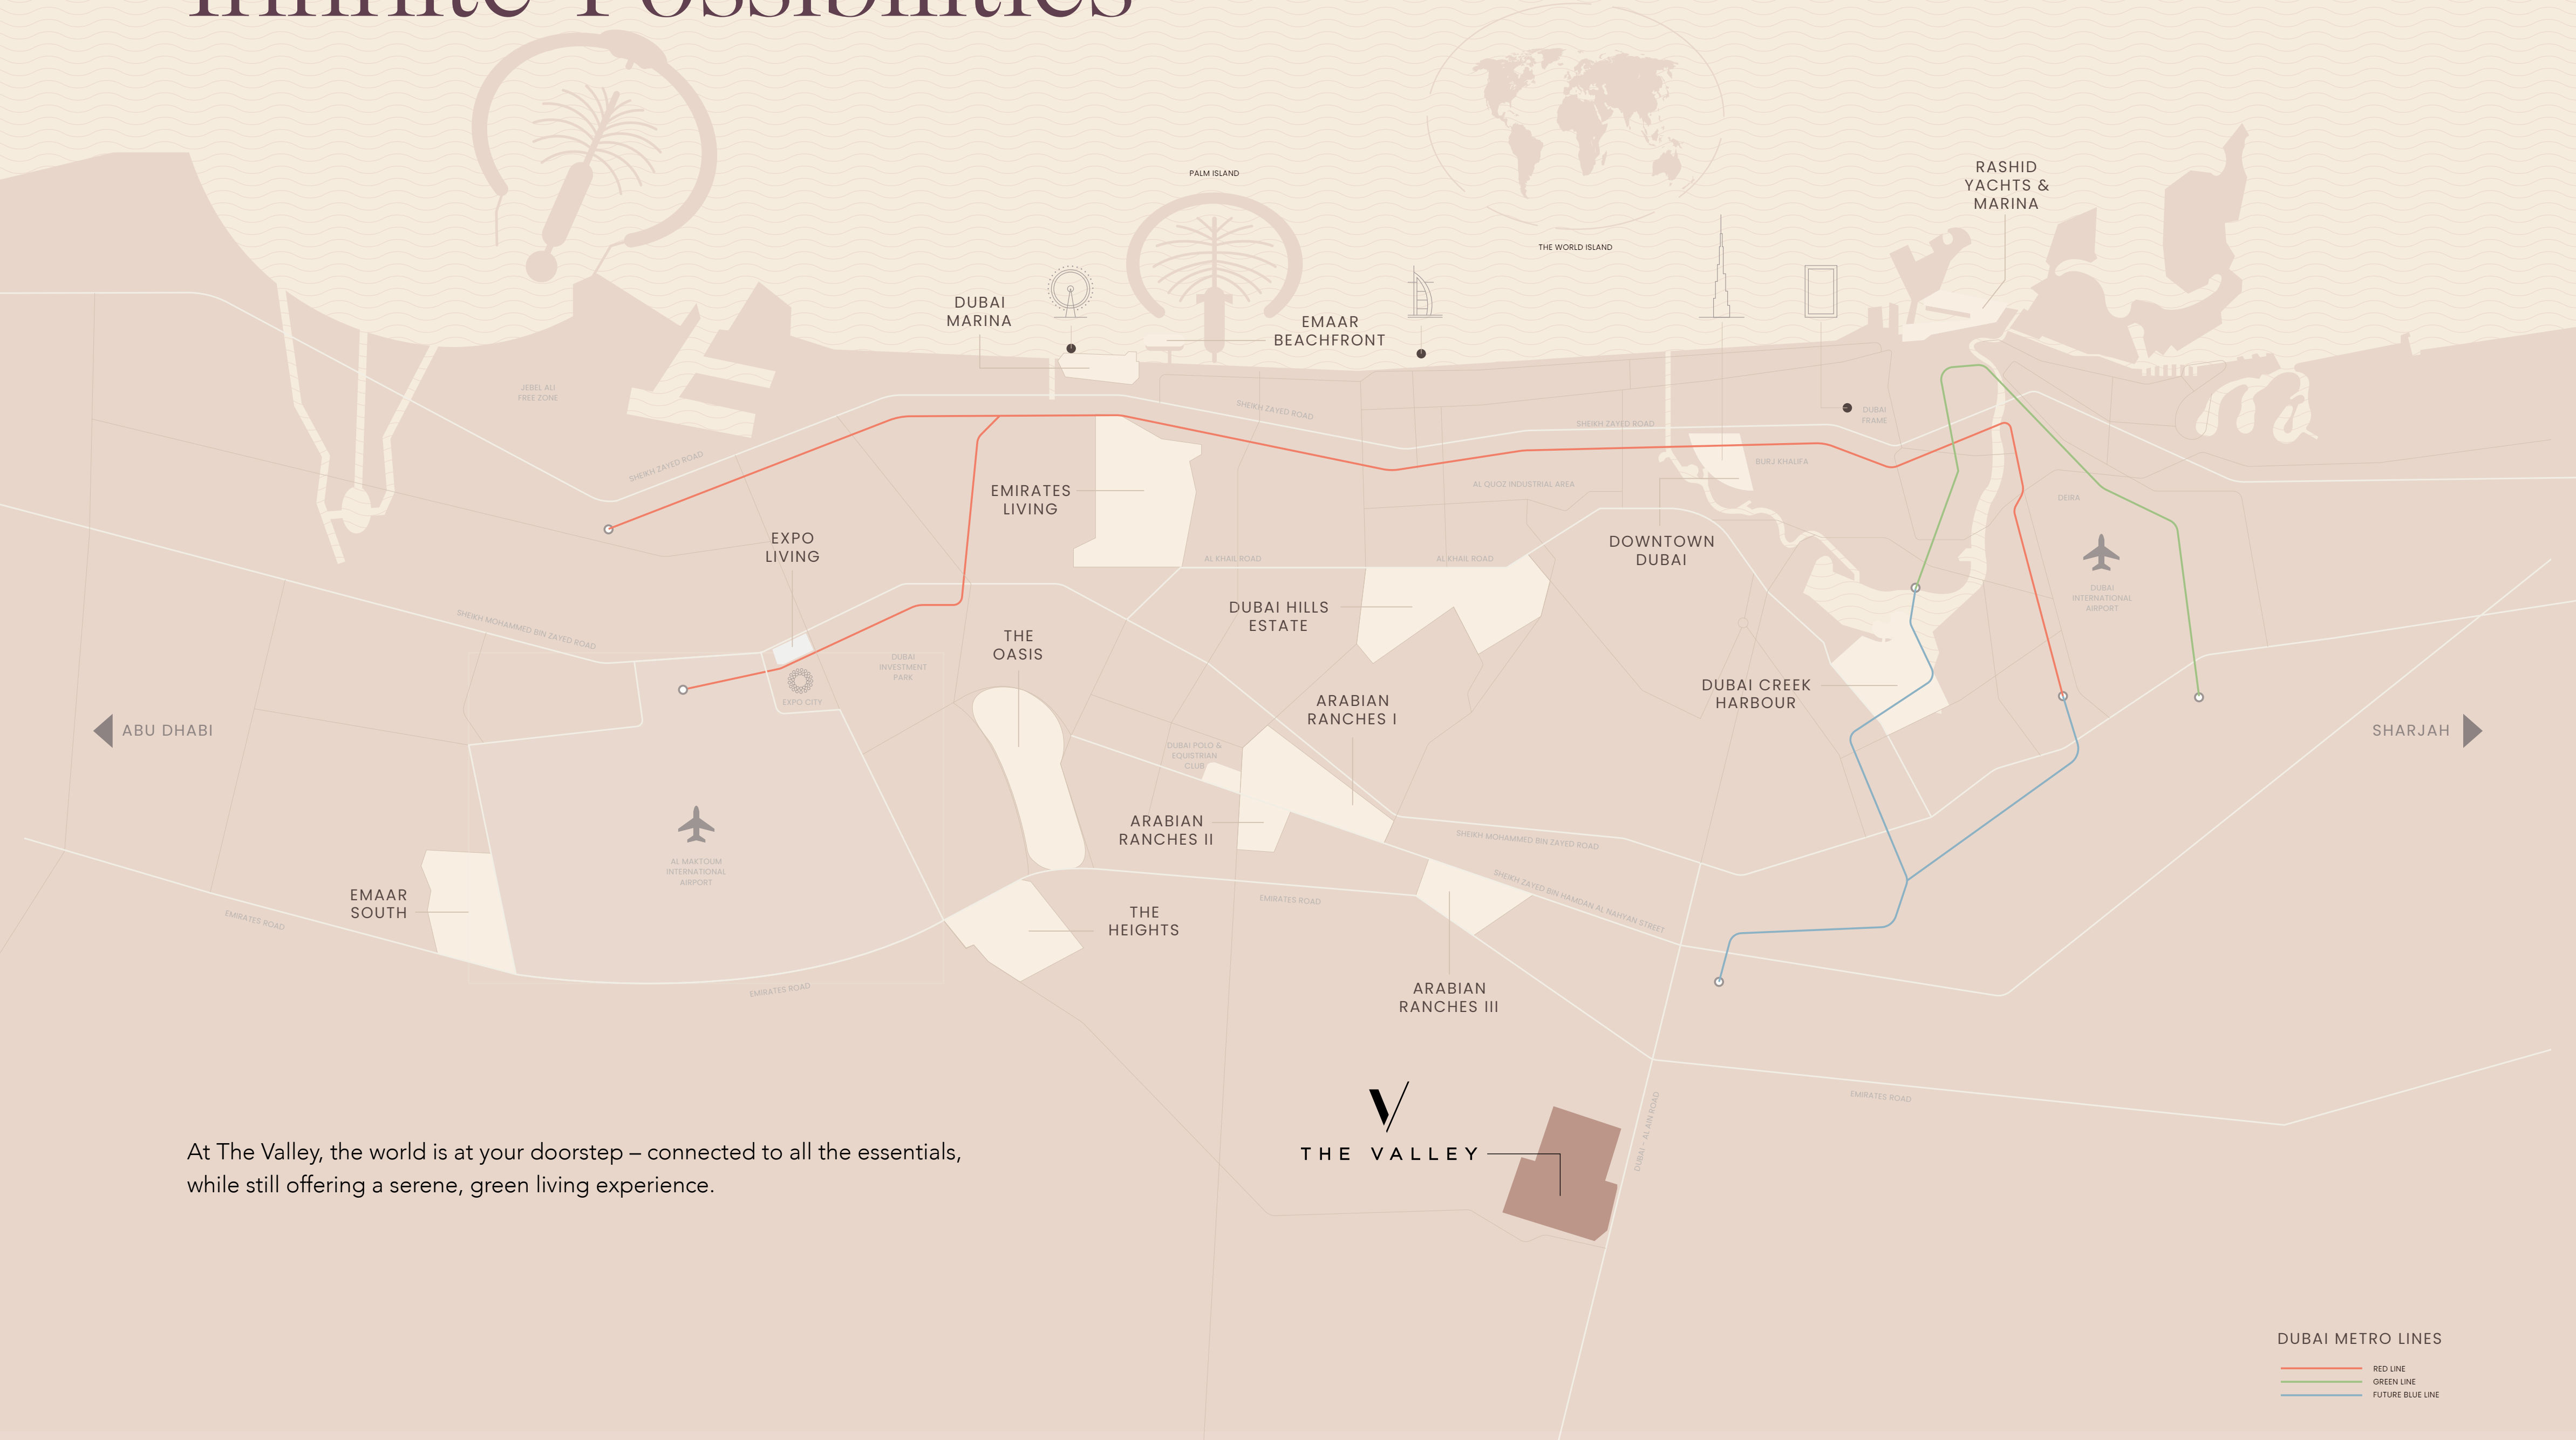 Infinite Possibilities
PALM ISLAND
THE WORLD ISLAND
RASHID
YACHTS &
MARINA
DUBAI
MARINA
EMAAR
BEACHFRONT
JEBEL ALI
FREE ZONE
SHEIKH ZAYED ROAD
SHEIKH ZAYED ROAD
SHEIKH ZAYED ROAD
DUBAI
FRAME
BURJ KHALIFA
AL QUOZ INDUSTRIAL AREA
DEIRA
EMIRATES
LIVING
EXPO
LIVING
AL KHAIL ROAD
AL KHAIL ROAD
DOWNTOWN
DUBAI
DUBAI
INTERNATIONAL
AIRPORT
DUBAI HILLS
ESTATE
SHEIKH MOHAMMED BIN ZAYED ROAD
THE
OASIS
DUBAI
INVESTMENT
PARK
EXPO CITY
ARABIAN
RANCHES I
DUBAI CREEK
HARBOUR
ABU DHABI
SHARJAH
DUBAI POLO &
EQUISTRIAN
CLUB
ARABIAN
RANCHES II
SHEIKH MOHAMMED BIN ZAYED ROAD
AL MAKTOUM
INTERNATIONAL
AIRPORT
EMAAR
SOUTH
EMIRATES ROAD
EMIRATES ROAD
SHEIKH ZAYED BIN HAMDAN AL NAHYAN STREET
THE
HEIGHTS
EMIRATES ROAD
ARABIAN
RANCHES III
EMIRATES ROAD
DUBAI - AL AIN ROAD
V
THE VALLEY
At The Valley, the world is at your doorstep – connected to all the essentials,
while still offering a serene, green living experience.
DUBAI METRO LINES
RED LINE
GREEN LINE
FUTURE BLUE LINE